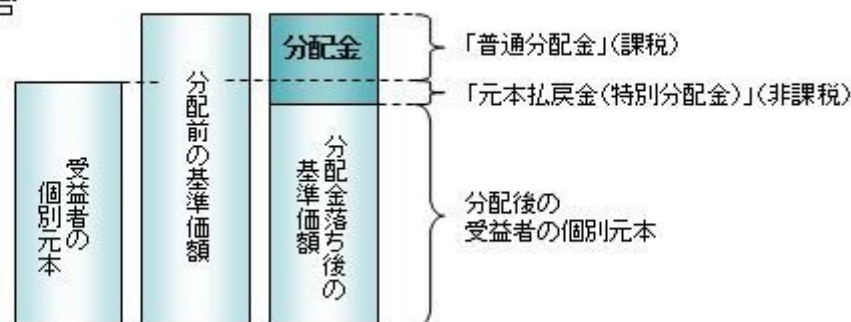 分配金
「普通分配金」(課税)
「元本払戻金(特別分配金)」(非課税)
受益者の
個別元本
分配前の基準価額
分配金落ち後の
基準価額
分配後の
受益者の個別元本